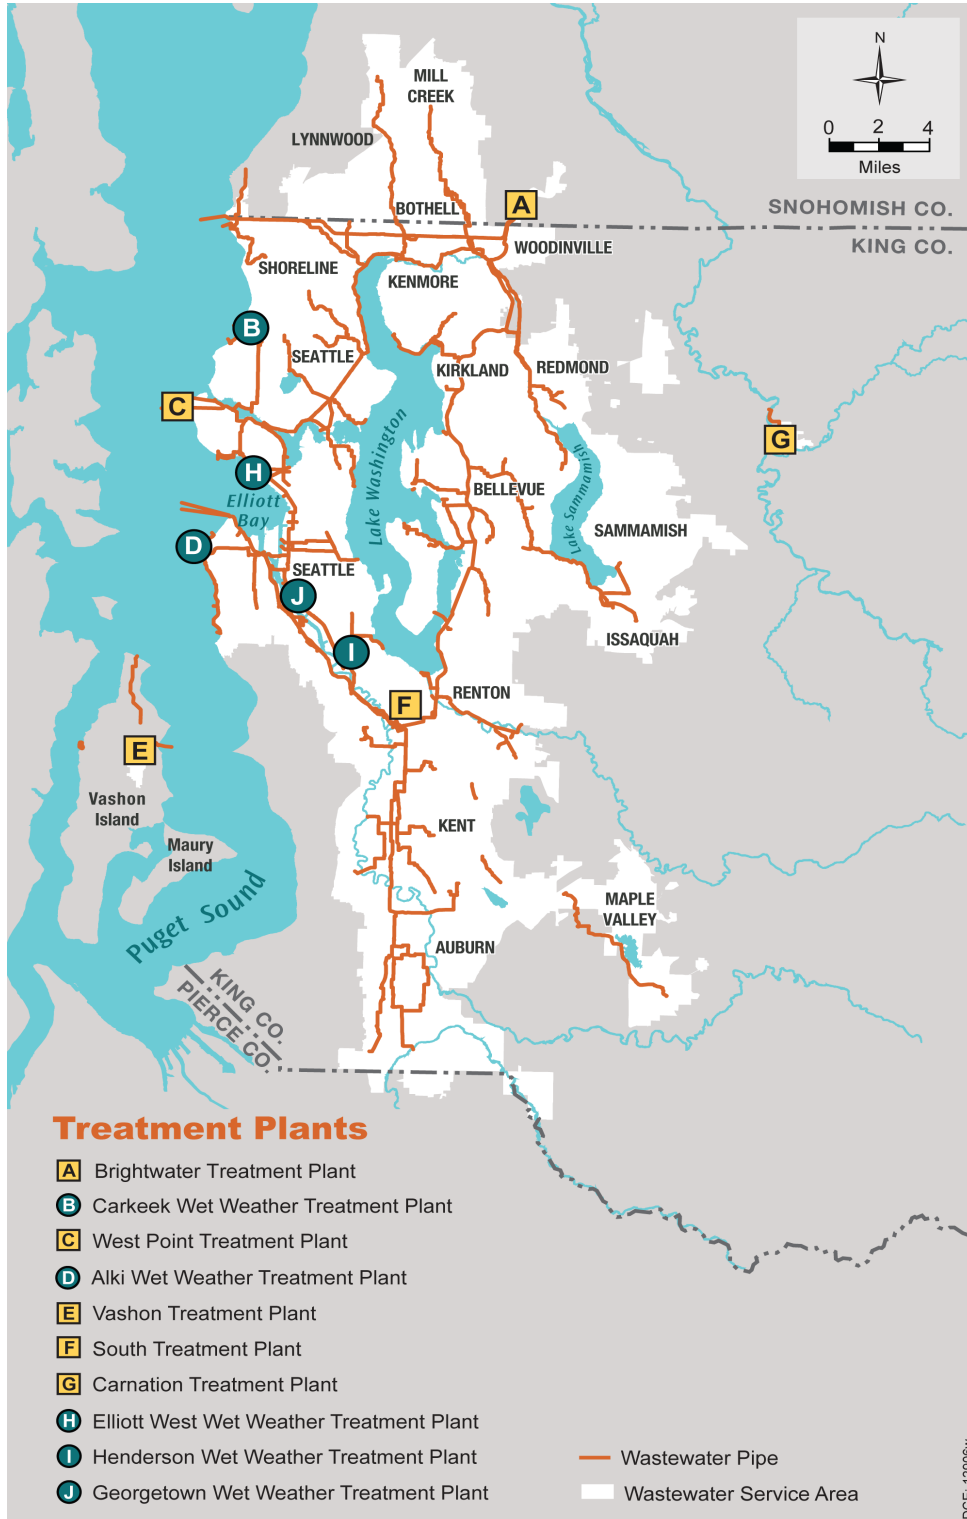 N
0 2 4
Miles
MILL
CREEK
LYNNWOOD
BOTHELL
A
SNOHOMISH CO.
KING CO.
WOODINVILLE
SHORELINE
KENMORE
B
SEATTLE
KIRKLAND
REDMOND
C
G
Lake Washington
Lake Sammamish
H
BELLEVUE
Elliott
Bay
SAMMAMISH
D
SEATTLE
J
ISSAQUAH
I
F
RENTON
E
Vashon
Island
KENT
Maury
Island
MAPLE
VALLEY
Puget Sound
AUBURN
KING CO.
PIERCE CO.
Treatment Plants
A Brightwater Treatment Plant
B Carkeek Wet Weather Treatment Plant
C West Point Treatment Plant
D Alki Wet Weather Treatment Plant
E Vashon Treatment Plant
F South Treatment Plant
G Carnation Treatment Plant
H Elliott West Wet Weather Treatment Plant
I Henderson Wet Weather Treatment Plant
J Georgetown Wet Weather Treatment Plant
Wastewater Pipe
Wastewater Service Area